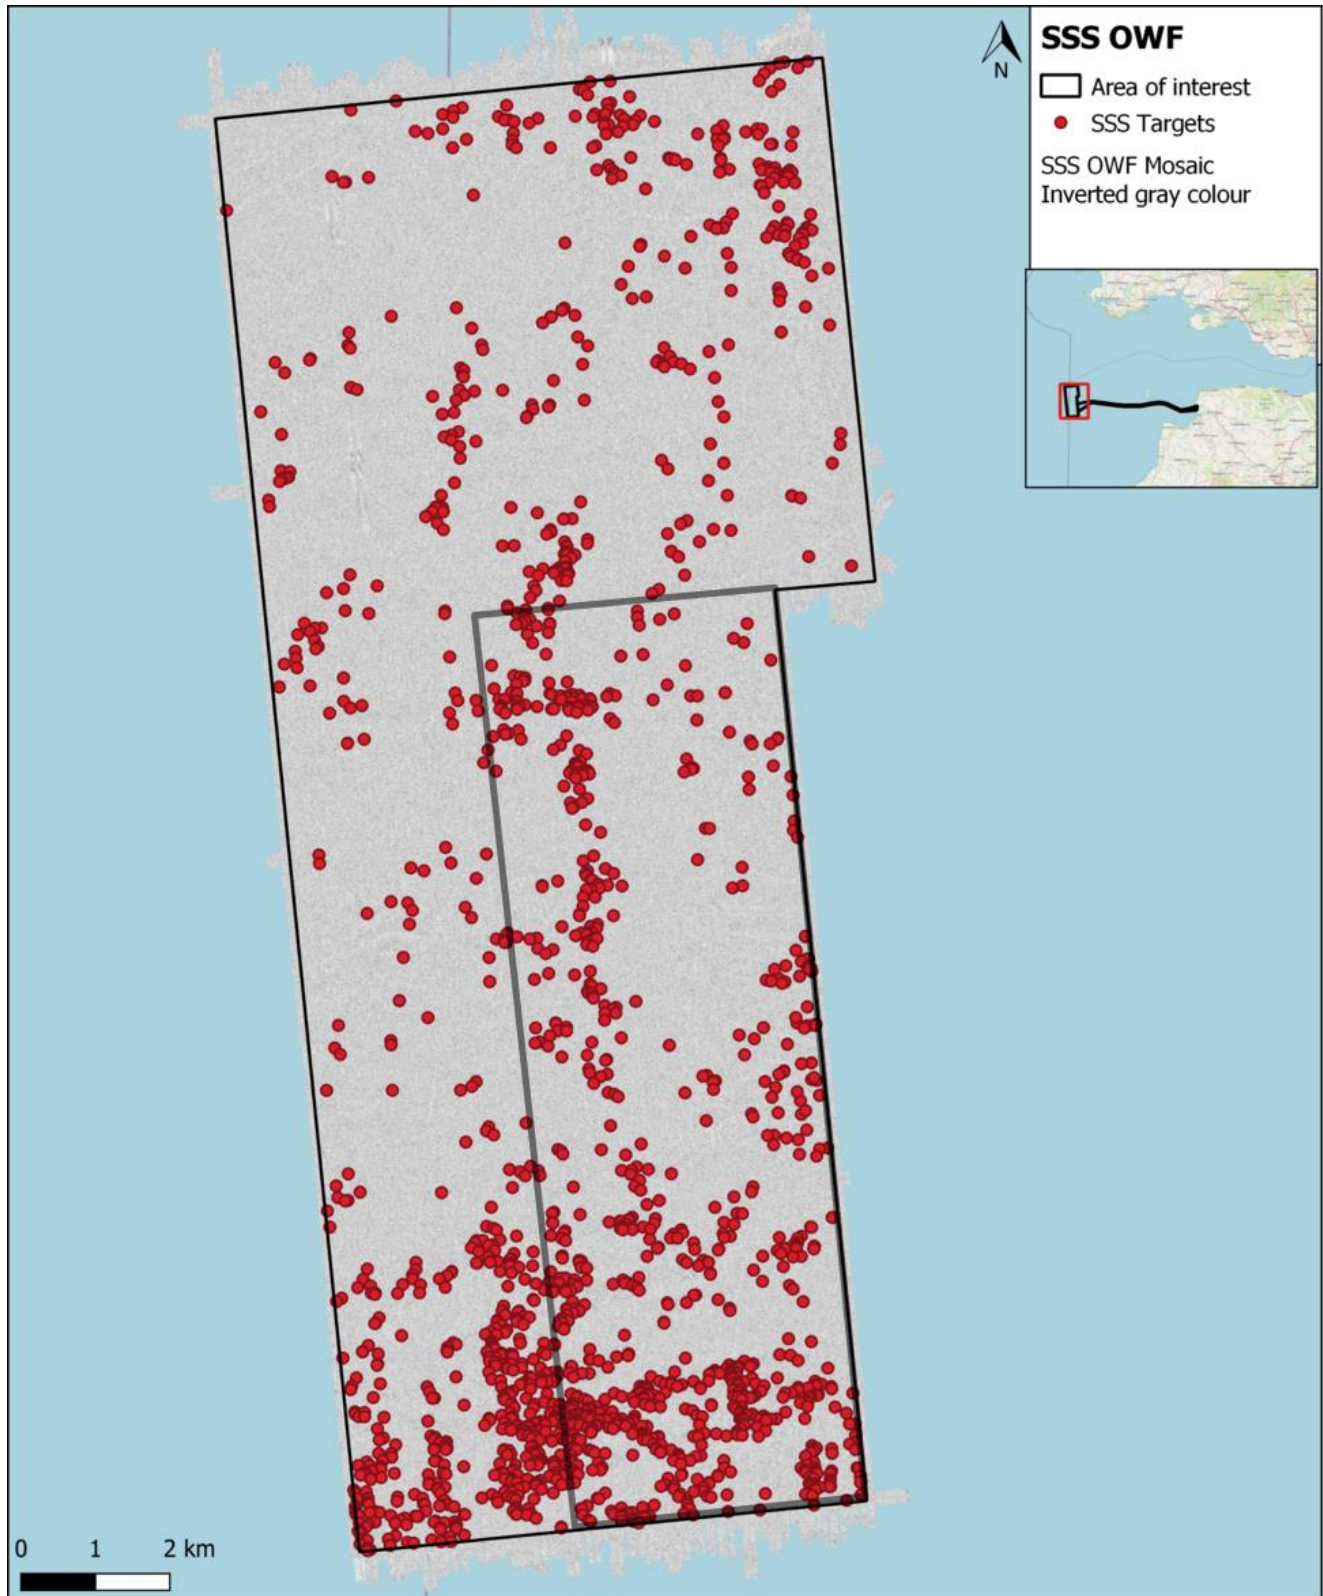 SSS OWF
Area of interest
SSS Targets
SSS OWF Mosaic
Inverted gray colour
N
0 1 2 km